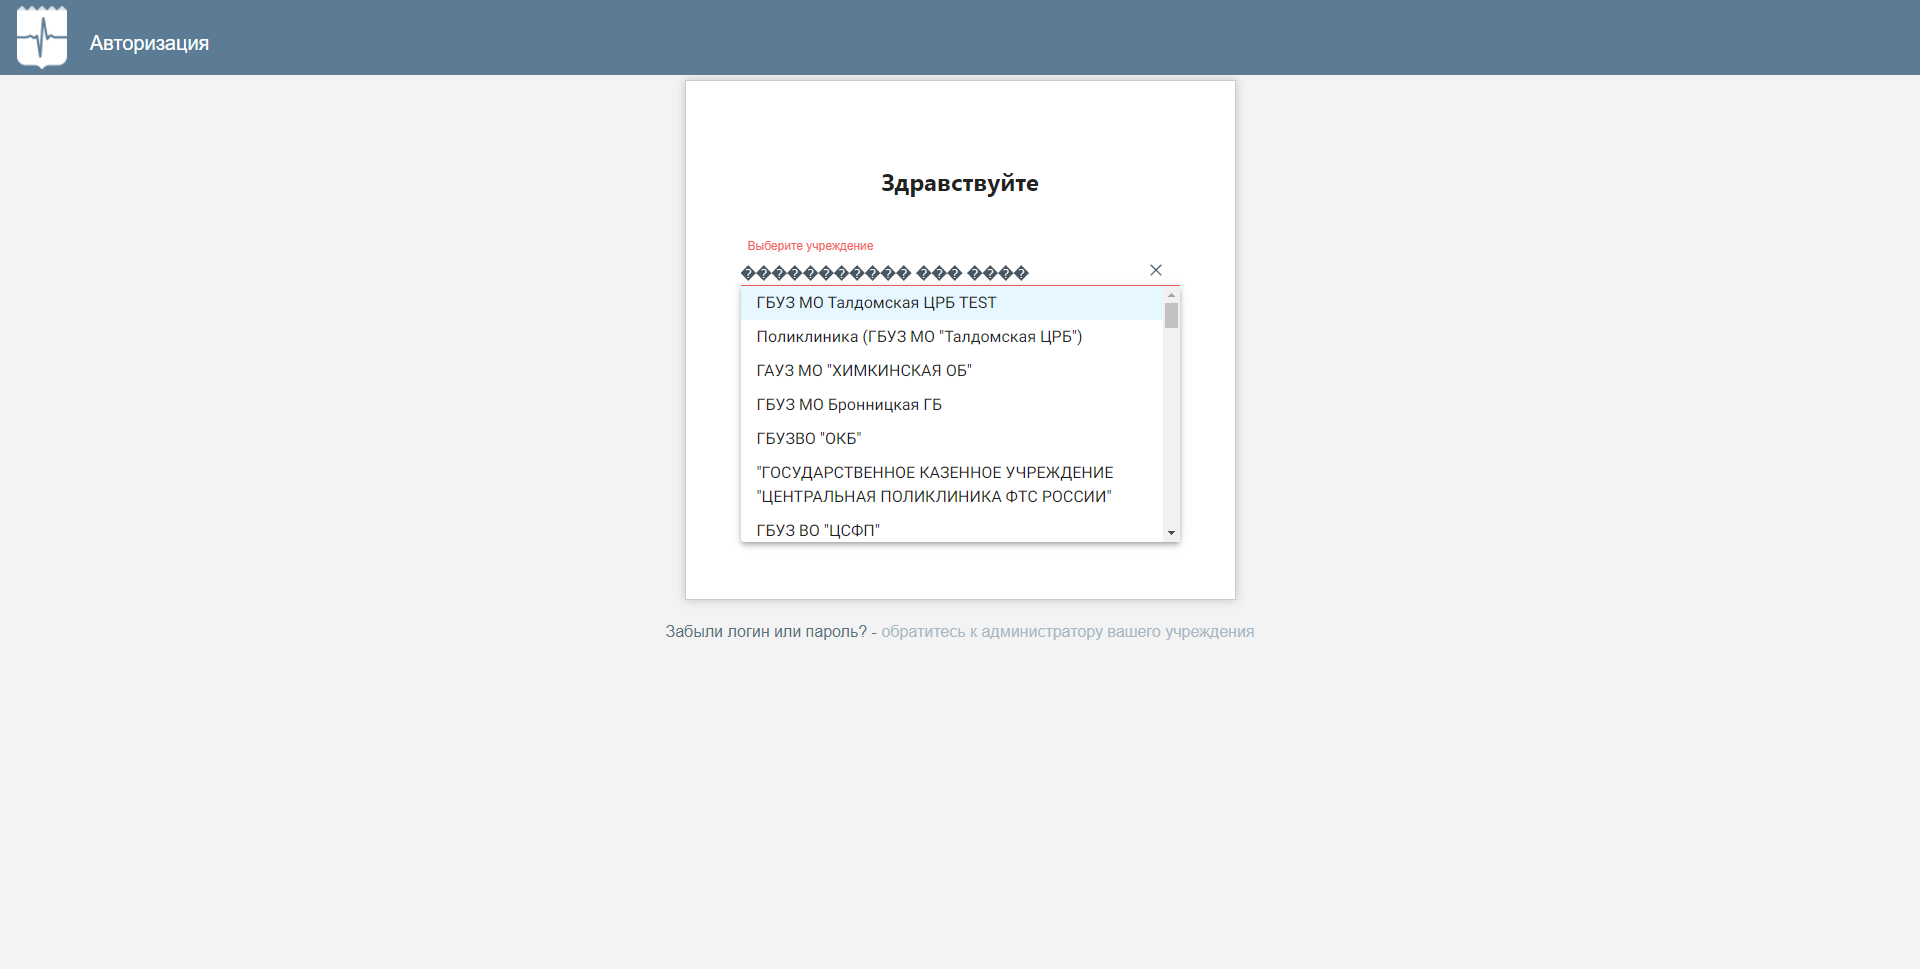 Авторизация
Здравствуйте
Выберите учреждение
����������� ��� ����
ГБУЗ МО Талдомская ЦРБ TEST
Поликлиника (ГБУЗ МО "Талдомская ЦРБ")
ГАУЗ МО "ХИМКИНСКАЯ ОБ"
ГБУЗ МО Бронницкая ГБ
ГБУЗВО "ОКБ"
"ГОСУДАРСТВЕННОЕ КАЗЕННОЕ УЧРЕЖДЕНИЕ
"ЦЕНТРАЛЬНАЯ ПОЛИКЛИНИКА ФТС РОССИИ"
ГБУЗ ВО "ЦСФП"
Забыли логин или пароль? - обратитесь к администратору вашего учреждения